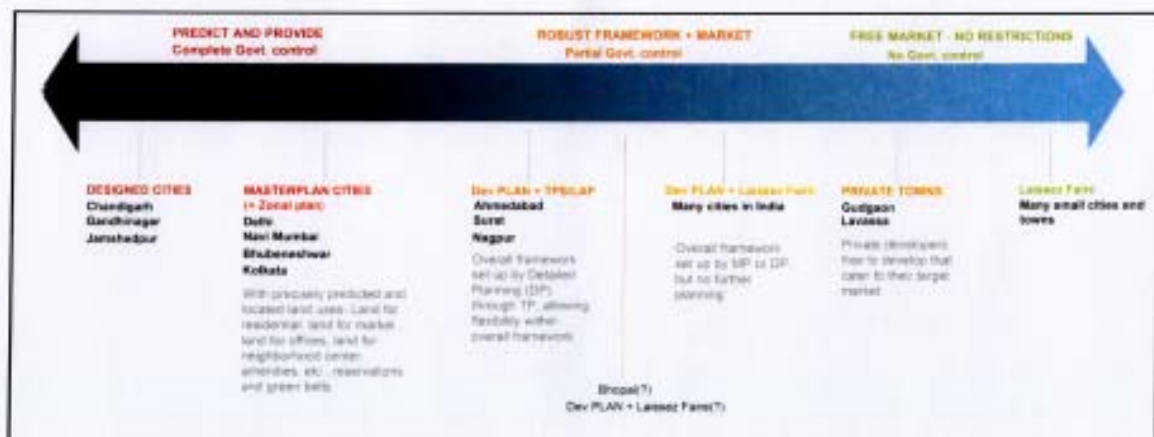 PREDICT AND PROVIDE
Complete Govt. control
ROBUST FRAMEWORK + MARKET
Partial Govt. control
FREE MARKET - NO RESTRICTIONS
No Govt. control
DESIGNED CITIES
Chandigarh
Gandhinagar
Jamshedpur
MASTERPLAN CITIES
(+ Zonal plan)
Delhi
Navi Mumbai
Bhubeneshwar
Kolkata
With precisely predicted and
located land uses. Land for
residential, land for market,
land for offices, land for
neighborhood center,
amenities, etc., reservations
and green belts
Dev PLAN + TPS/LAP
Ahmedabad
Surat
Nagpur
Overall framework
set up by Detailed
Planning (DP)
through TP, allowing
flexibility within
overall framework
Dev PLAN + Laissez Faire
Many cities in India
Overall framework
set up by MP or DP
but no further
planning
PRIVATE TOWNS
Gudgaon
Lavassa
Private developers
free to develop that
cater to their target
market
Laissez Faire
Many small cities and
towns
Bhopal(?)
Dev PLAN + Laissez Faire(?)